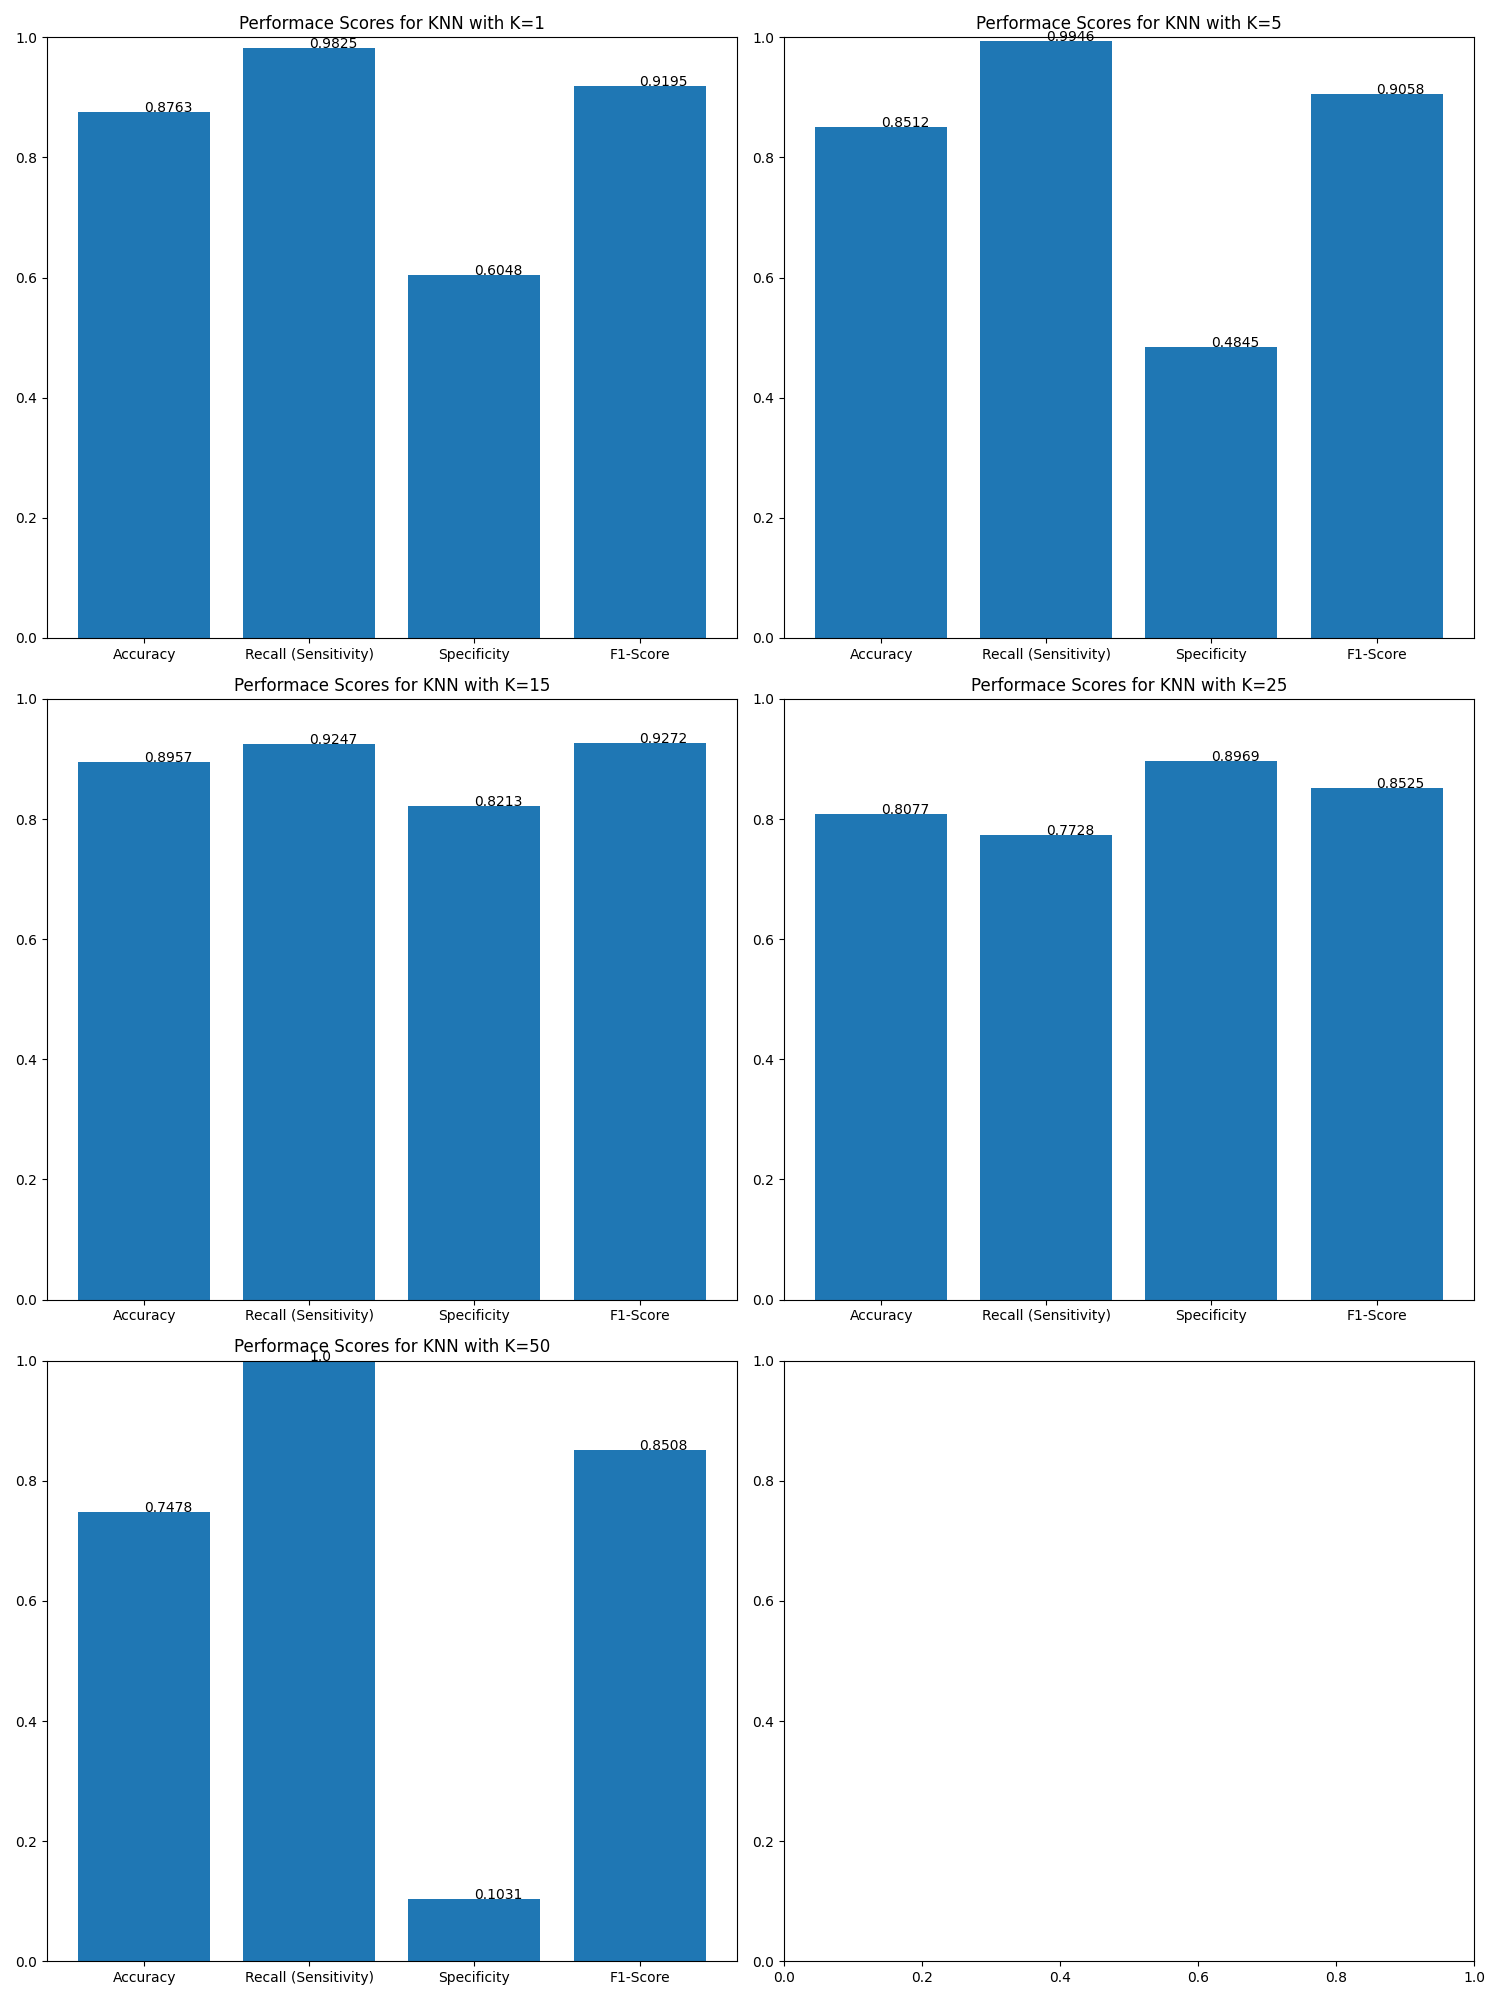 Performace Scores for KNN with K=1
1.0
0.8
0.6
0.4
0.2
0.0
0.8763
0.9825
0.6048
0.9195
Accuracy
Recall (Sensitivity)
Specificity
F1-Score
Performace Scores for KNN with K=5
1.0
0.8
0.6
0.4
0.2
0.0
0.8512
0.9946
0.4845
0.9058
Accuracy
Recall (Sensitivity)
Specificity
F1-Score
Performace Scores for KNN with K=15
1.0
0.8
0.6
0.4
0.2
0.0
0.8957
0.9247
0.8213
0.9272
Accuracy
Recall (Sensitivity)
Specificity
F1-Score
Performace Scores for KNN with K=25
1.0
0.8
0.6
0.4
0.2
0.0
0.8077
0.7728
0.8969
0.8525
Accuracy
Recall (Sensitivity)
Specificity
F1-Score
Performace Scores for KNN with K=50
1.0
0.8
0.6
0.4
0.2
0.0
0.7478
1.0
0.1031
0.8508
Accuracy
Recall (Sensitivity)
Specificity
F1-Score
1.0
0.8
0.6
0.4
0.2
0.0
0.0
0.2
0.4
0.6
0.8
1.0